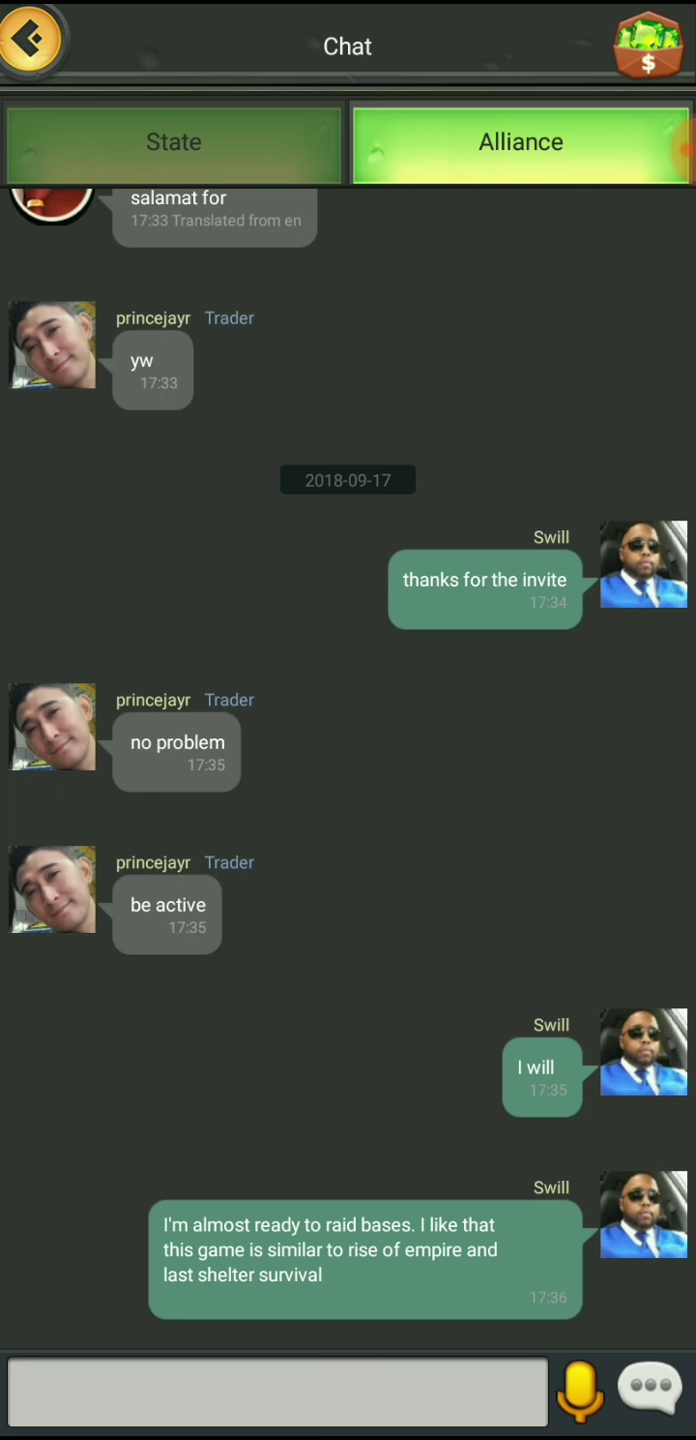 Chat
$
State
Alliance
salamat for
17:33 Translated from en
princejayr Trader
yw
17:33
2018-09-17
Swill
thanks for the invite
17:34
princejayr Trader
no problem
17:35
princejayr Trader
be active
17:35
Swill
I will
17:35
Swill
I'm almost ready to raid bases. I like that
this game is similar to rise of empire and
last shelter survival
17:36